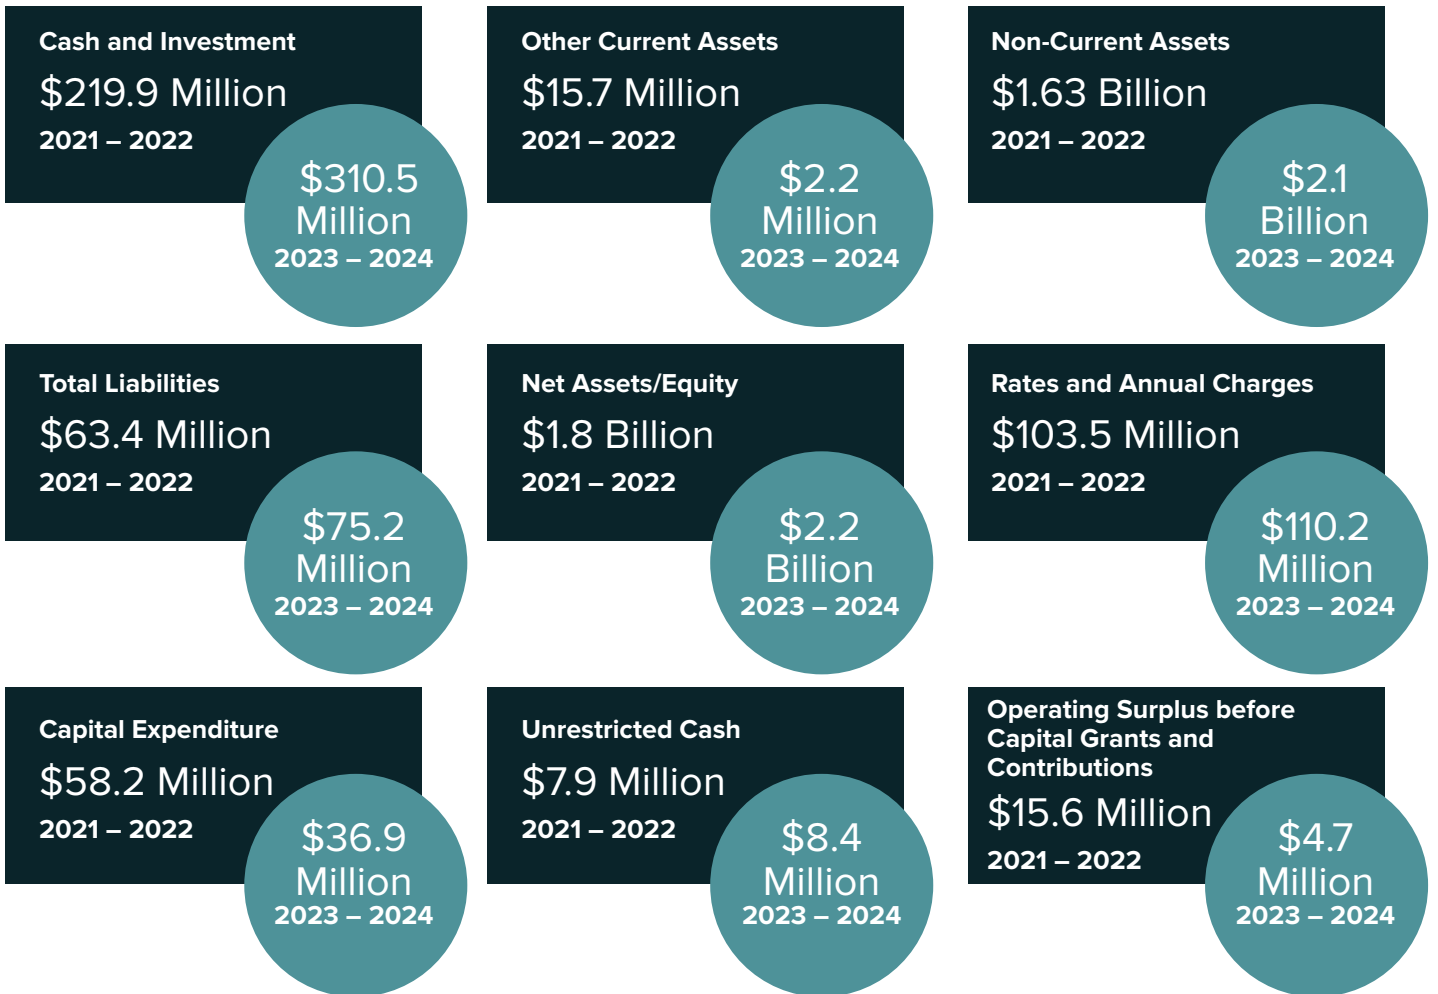 Cash and Investment
$219.9 Million
2021 – 2022
$310.5
Million
2023 – 2024
Other Current Assets
$15.7 Million
2021 – 2022
$2.2
Million
2023 – 2024
Non-Current Assets
$1.63 Billion
2021 – 2022
$2.1
Billion
2023 – 2024
Total Liabilities
$63.4 Million
2021 – 2022
$75.2
Million
2023 – 2024
Net Assets/Equity
$1.8 Billion
2021 – 2022
$2.2
Billion
2023 – 2024
Rates and Annual Charges
$103.5 Million
2021 – 2022
$110.2
Million
2023 – 2024
Capital Expenditure
$58.2 Million
2021 – 2022
$36.9
Million
2023 – 2024
Unrestricted Cash
$7.9 Million
2021 – 2022
$8.4
Million
2023 – 2024
Operating Surplus before
Capital Grants and
Contributions
$15.6 Million
2021 – 2022
$4.7
Million
2023 – 2024